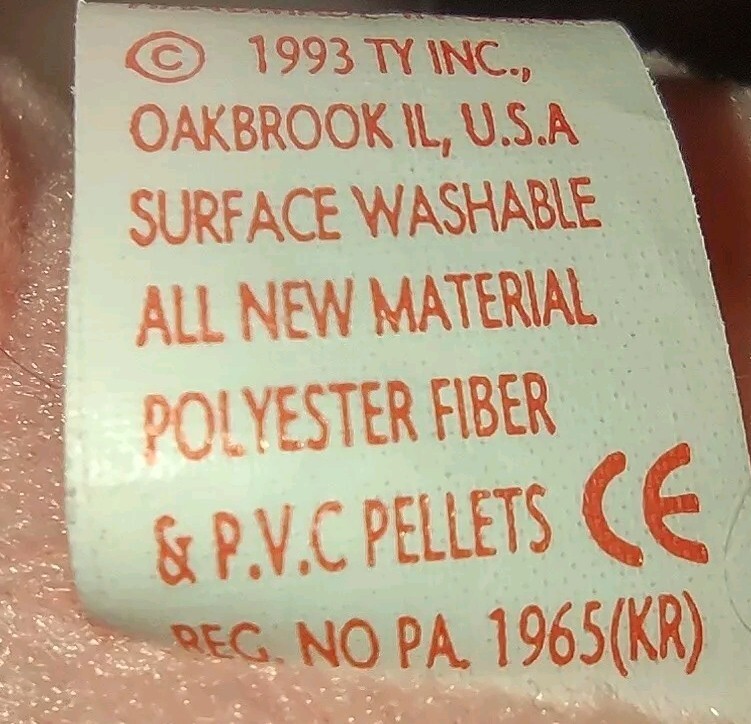 © 1993 TY INC.,
OAKBROOK IL, U.S.A
SURFACE WASHABLE
ALL NEW MATERIAL
POLYESTER FIBER
& P.V.C PELLETS CE
REG. NO PA. 1965(KR)